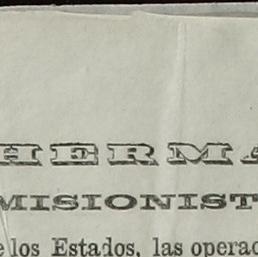 HERMA
MISIONIST
e los Estados, las operac